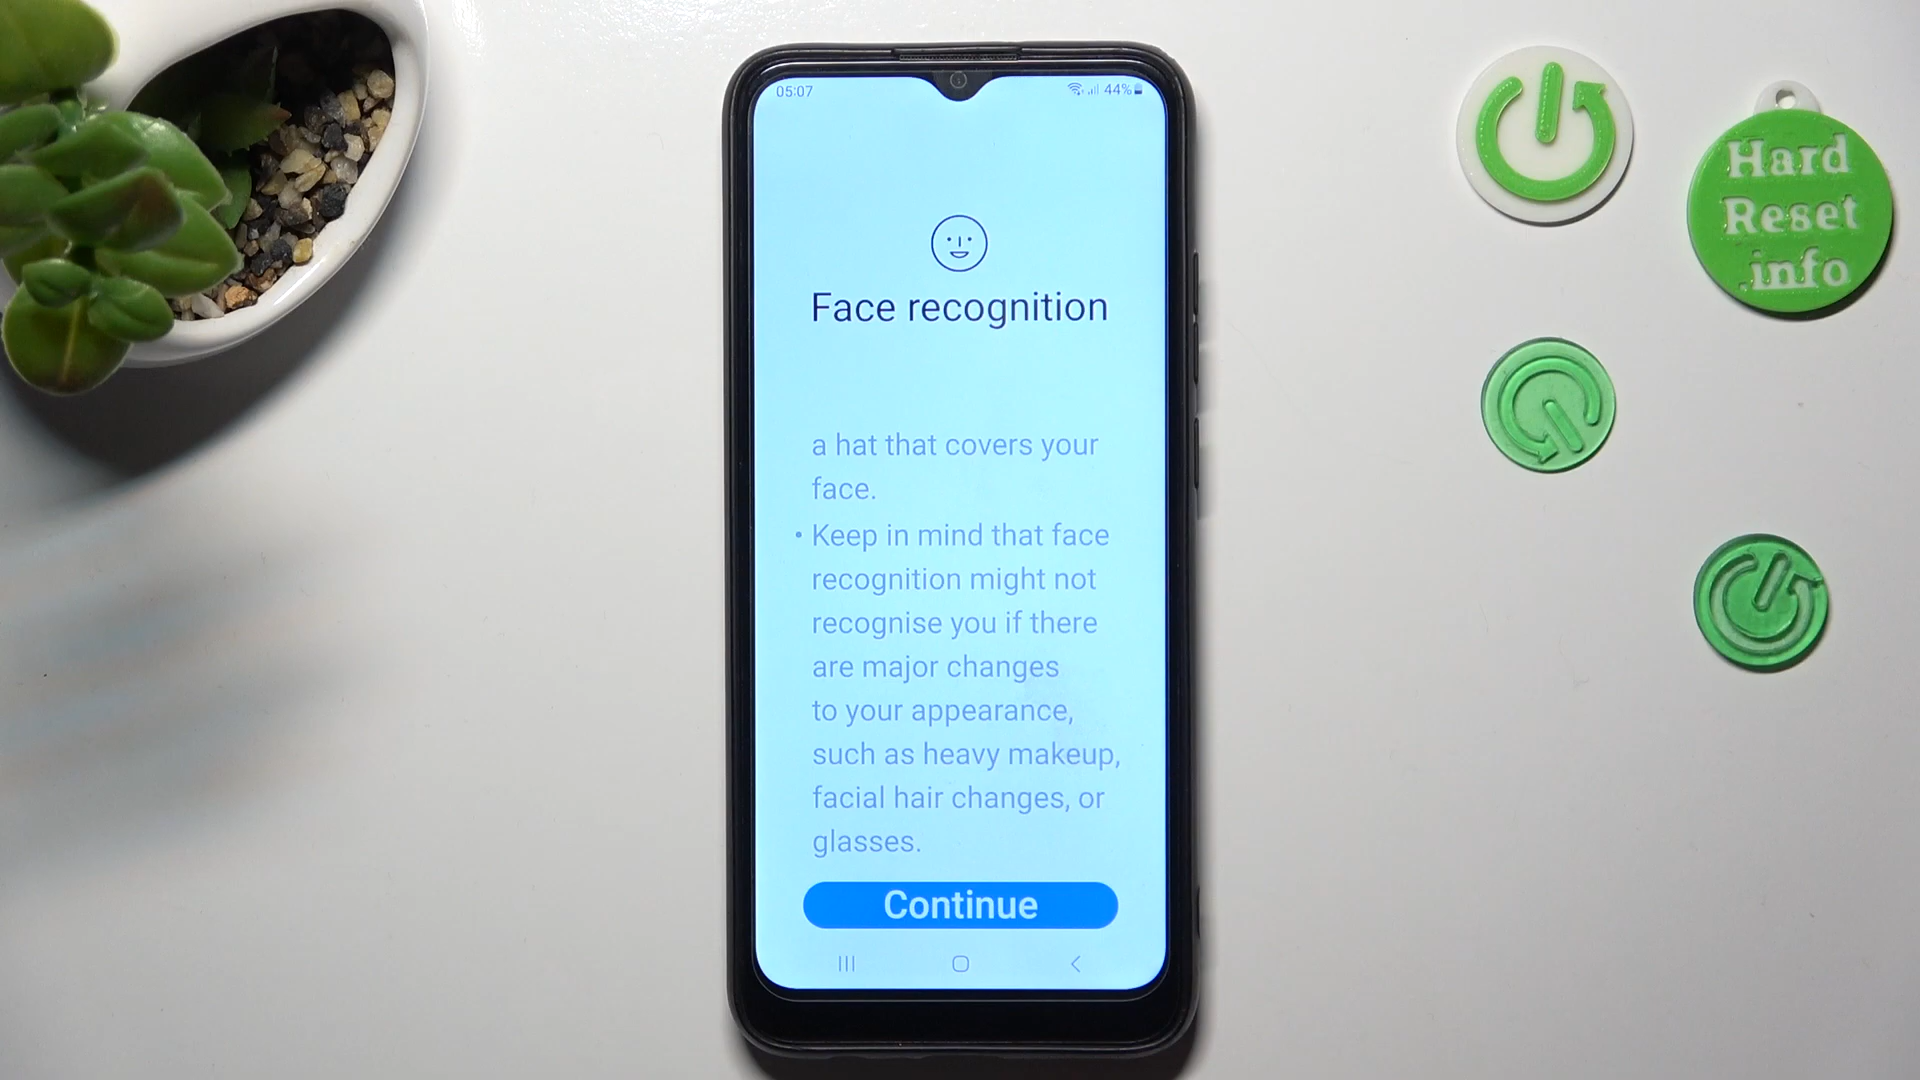 05:07
44%
Face recognition
a hat that covers your
face.
• Keep in mind that face
recognition might not
recognise you if there
are major changes
to your appearance,
such as heavy makeup,
facial hair changes, or
glasses.
Continue
Hard
Reset
.info